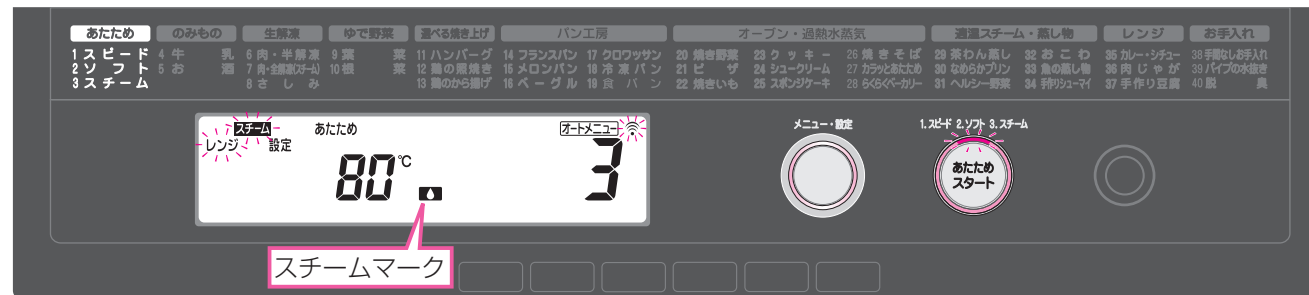 あたため のみもの 生解凍 ゆで野菜 選べる焼き上げ パン工房 オーブン・過熱水蒸気 適温スチーム・蒸し物 レンジ お手入れ
1 スピード 4 牛乳 6 肉・半解凍 9 葉菜 11 ハンバーグ 14 フランスパン 17 クロワッサン 20 焼き野菜 23 クッキー 26 焼きそば 29 茶わん蒸し 32 おこわ 35 カレー・シチュー 38 手間なしお手入れ
2 ソフト 5 お酒 7 肉・全解凍(スチーム) 10 根菜 12 鶏の照焼き 15 メロンパン 18 冷凍パン 21 ピザ 24 シュークリーム 27 カラッとあたため 30 なめらかプリン 33 魚の蒸し物 36 肉じゃが 39 パイプの水抜き
3 スチーム 8 さしみ 13 鶏のから揚げ 16 ベーグル 19 食パン 22 焼きいも 25 スポンジケーキ 28 らくらくベーカリー 31 ヘルシー野菜 34 手作りシューマイ 37 手作り豆腐 40 脱臭
スチーム あたため オートメニュー
レンジ 設定
80℃ 3
メニュー・設定
1.スピード 2.ソフト 3.スチーム
あたため
スタート
スチームマーク